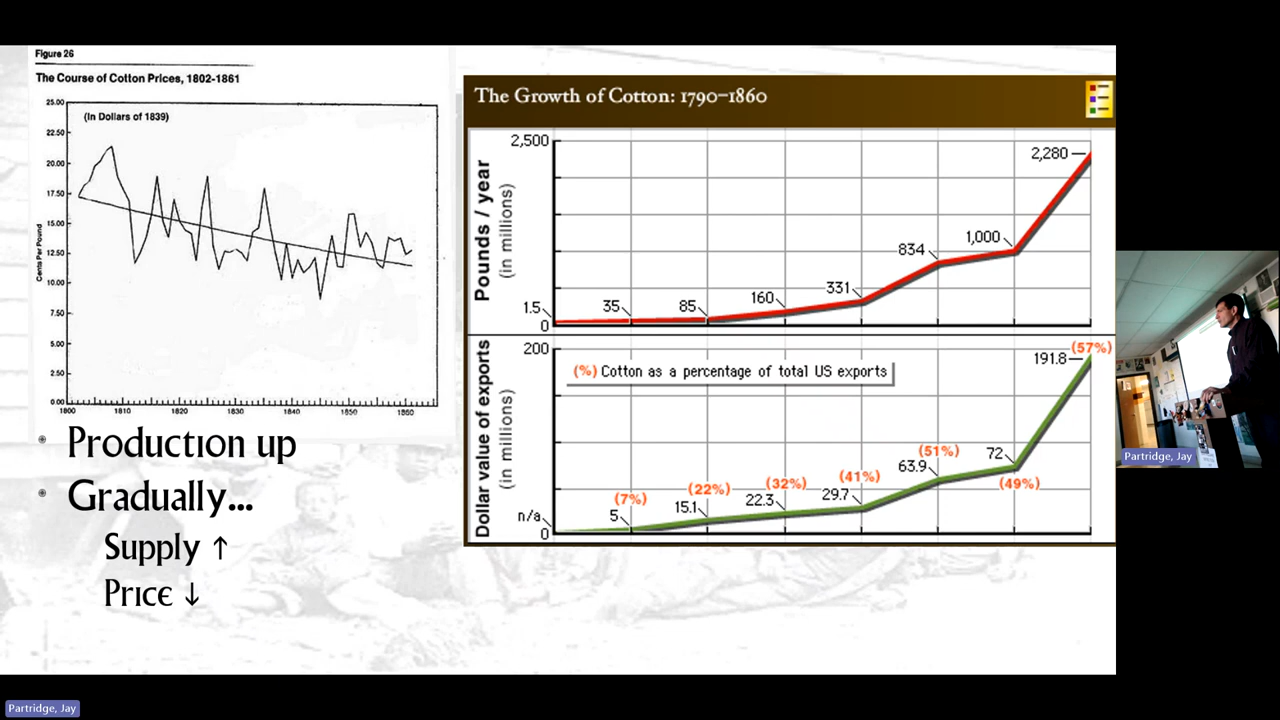 Figure 26
The Course of Cotton Prices, 1802-1861
(In Dollars of 1839)
25.00
22.50
20.00
17.50
15.00
12.50
10.00
7.50
5.00
2.50
0.00
Cents Per Pound
1800 1810 1820 1830 1840 1850 1860
The Growth of Cotton: 1790–1860
Pounds / year
(in millions)
2,500
0
1.5 35 85 160 331 834 1,000 2,280
Dollar value of exports
(in millions)
200
0
(%) Cotton as a percentage of total US exports
n/a 5 15.1 22.3 29.7 63.9 72 191.8
(7%) (22%) (32%) (41%) (51%) (49%) (57%)
Production up
Gradually...
Supply ↑
Price ↓
Partridge, Jay
Partridge, Jay